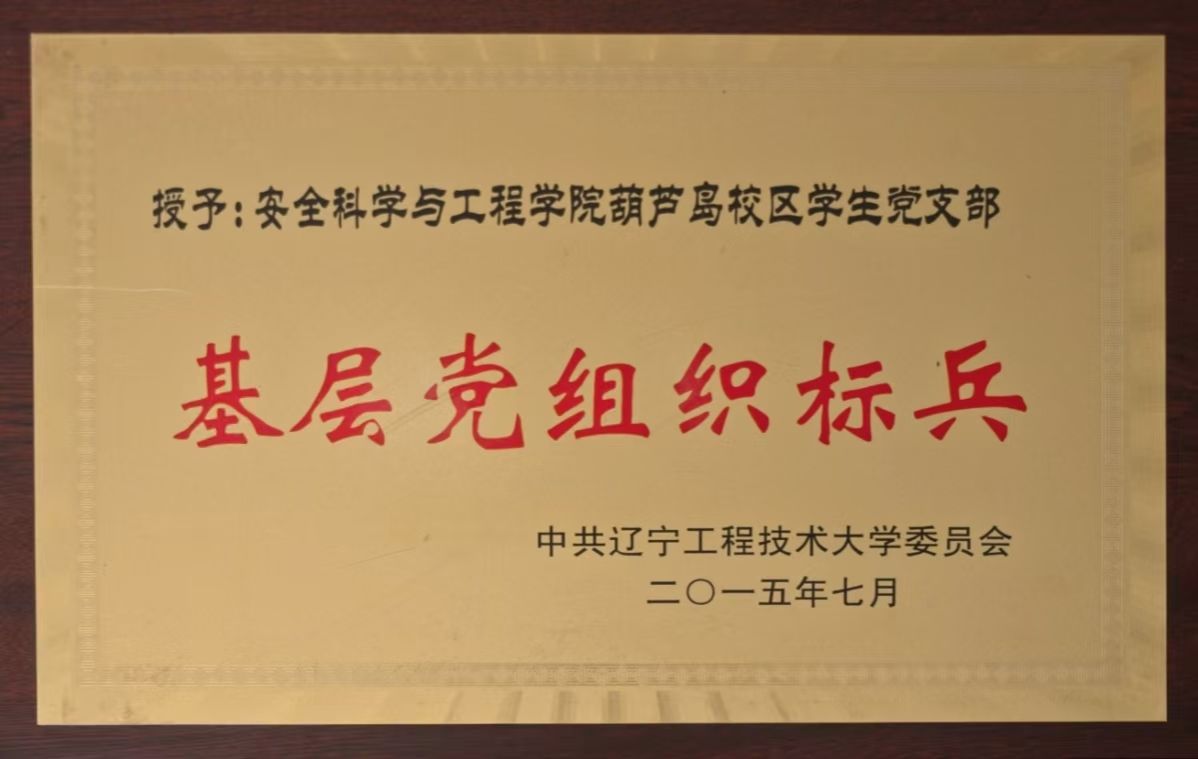 授予:安全科学与工程学院葫芦岛校区学生党支部
基层党组织标兵
中共辽宁工程技术大学委员会
二〇一五年七月